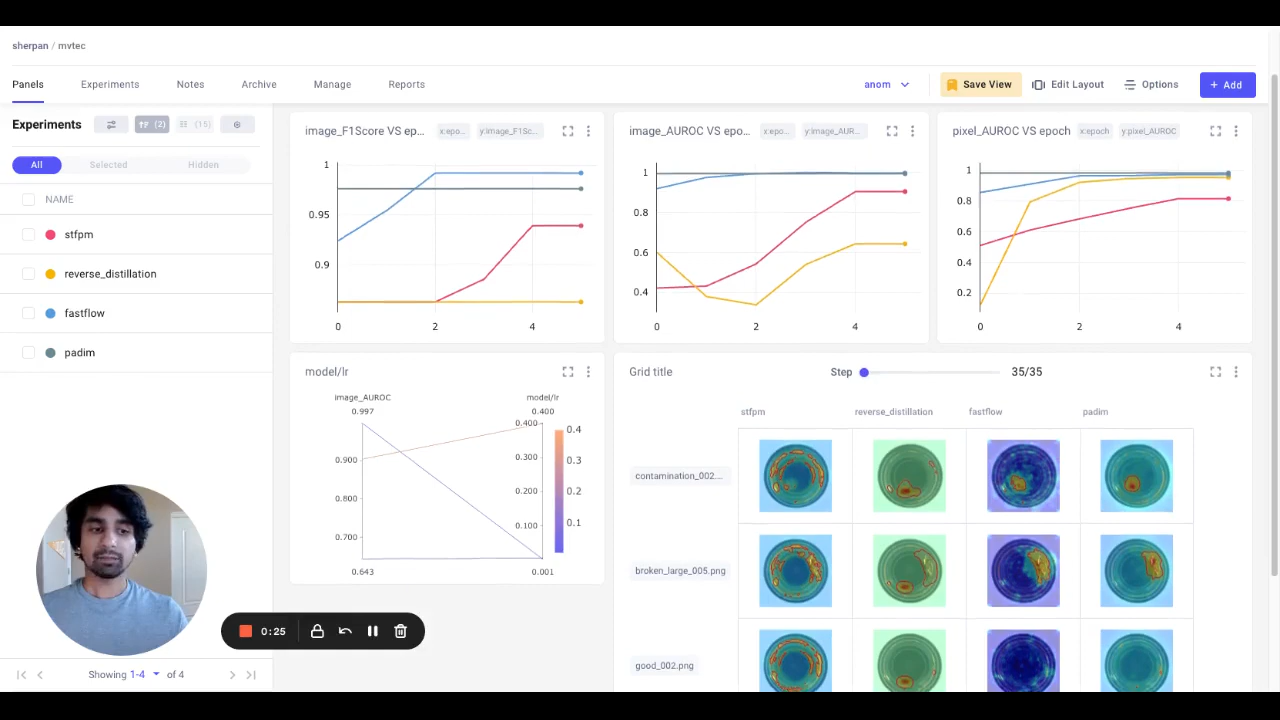 sherpan / mvtec
Panels Experiments Notes Archive Manage Reports
anom Save View Edit Layout Options + Add
Experiments (2) (15)
All Selected Hidden
NAME
stfpm
reverse_distillation
fastflow
padim
Showing 1-4 of 4
image_F1Score VS ep... x:epo... y:image_F1Sc...
1
0.95
0.9
0 2 4
image_AUROC VS epo... x:epo... y:image_AUR...
1
0.8
0.6
0.4
0 2 4
pixel_AUROC VS epoch x:epoch y:pixel_AUROC
1
0.8
0.6
0.4
0.2
0 2 4
model/lr
image_AUROC model/lr
0.997 0.400
0.900
0.800
0.700
0.643
0.400
0.300
0.200
0.100
0.001
0.4
0.3
0.2
0.1
Grid title Step 35/35
stfpm reverse_distillation fastflow padim
contamination_002...
broken_large_005.png
good_002.png
0:25